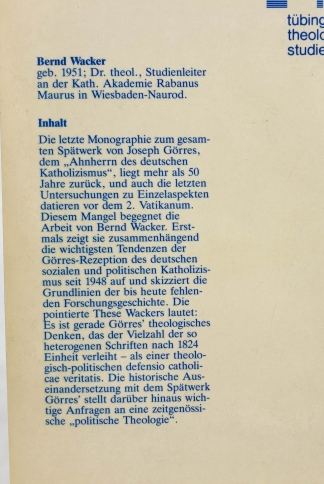 tübing
theolo
studie
Bernd Wacker
geb. 1951; Dr. theol., Studienleiter
an der Kath. Akademie Rabanus
Maurus in Wiesbaden-Naurod.
Inhalt
Die letzte Monographie zum gesam-
ten Spätwerk von Joseph Görres,
dem „Ahnherrn des deutschen
Katholizismus“, liegt mehr als 50
Jahre zurück, und auch die letzten
Untersuchungen zu Einzelaspekten
datieren vor dem 2. Vatikanum.
Diesem Mangel begegnet die
Arbeit von Bernd Wacker. Erst-
mals zeigt sie zusammenhängend
die wichtigsten Tendenzen der
Görres-Rezeption des deutschen
sozialen und politischen Katholizis-
mus seit 1948 auf und skizziert die
Grundlinien der bis heute fehlen-
den Forschungsgeschichte. Die
pointierte These Wackers lautet:
Es ist gerade Görres’ theologisches
Denken, das der Vielzahl der so
heterogenen Schriften nach 1824
Einheit verleiht – als einer theolo-
gisch-politischen defensio catholi-
cae veritatis. Die historische Aus-
einandersetzung mit dem Spätwerk
Görres’ stellt darüber hinaus wich-
tige Anfragen an eine zeitgenössi-
sche „politische Theologie“.